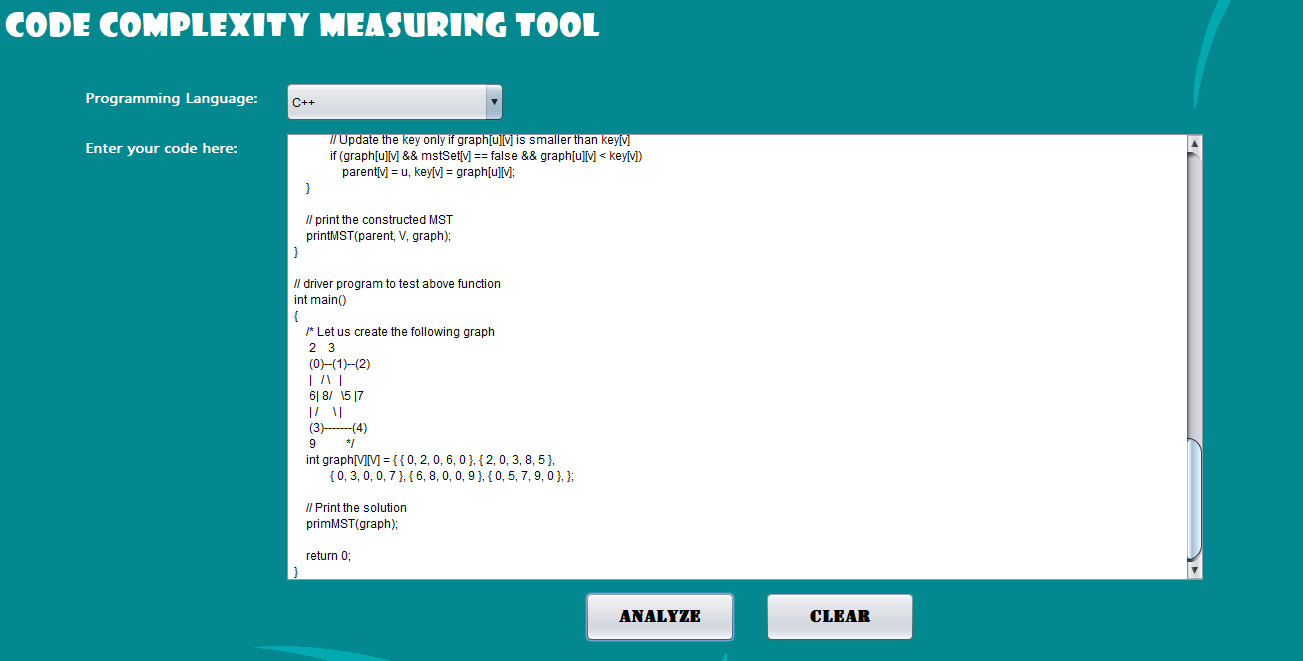 CODE COMPLEXITY MEASURING TOOL
Programming Language:
C++
Enter your code here:
// Update the key only if graph[u][v] is smaller than key[v]
if (graph[u][v] && mstSet[v] == false && graph[u][v] < key[v])
parent[v] = u, key[v] = graph[u][v];
}
// print the constructed MST
printMST(parent, V, graph);
}
// driver program to test above function
int main()
{
/* Let us create the following graph
2    3
(0)--(1)--(2)
|   / \   |
6| 8/   \5 |7
| /     \ |
(3)-------(4)
9          */
int graph[V][V] = { { 0, 2, 0, 6, 0 }, { 2, 0, 3, 8, 5 },
{ 0, 3, 0, 0, 7 }, { 6, 8, 0, 0, 9 }, { 0, 5, 7, 9, 0 }, };
// Print the solution
primMST(graph);
return 0;
}
ANALYZE
CLEAR